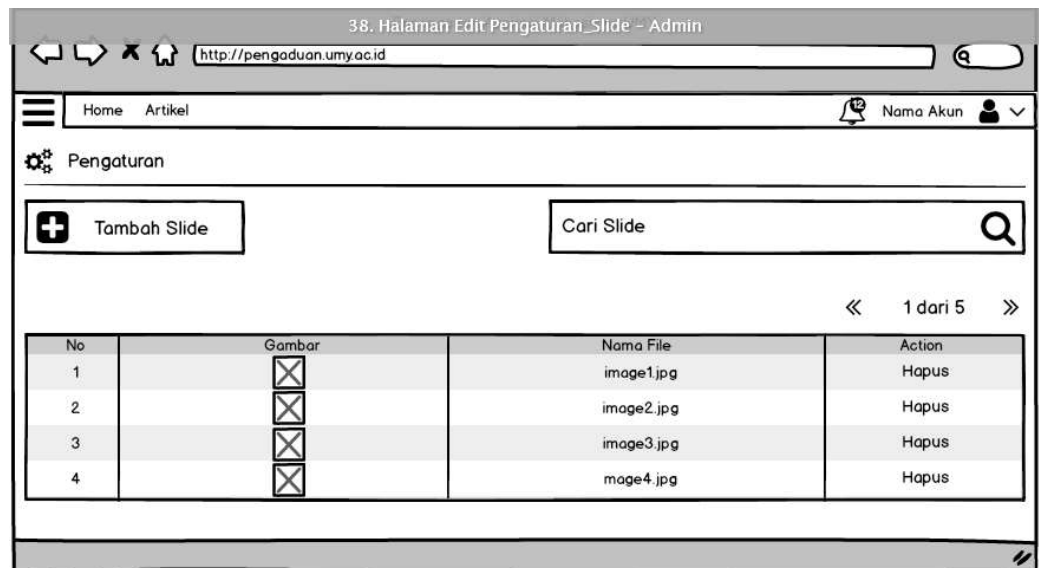 38. Halaman Edit Pengaturan_Slide - Admin
http://pengaduan.umy.ac.id
Home Artikel 12 Nama Akun
Pengaturan
Tambah Slide Cari Slide
1 dari 5
No Gambar Nama File Action
1 image1.jpg Hapus
2 image2.jpg Hapus
3 image3.jpg Hapus
4 mage4.jpg Hapus